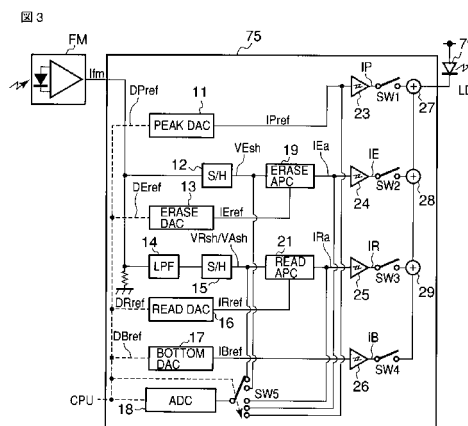 図3
FM
75
7
Ifm
DPref
11
PEAK DAC
IPref
IP
23
SW1
27
LD
12
S/H
VEsh
19
ERASE APC
IEa
IE
24
SW2
28
DEref
13
ERASE DAC
IEref
14
LPF
S/H
15
VRsh/VAsh
21
READ APC
IRa
IR
25
SW3
29
DRref
READ DAC
16
IRref
DBref
17
BOTTOM DAC
IBref
iB
26
SW4
CPU
18
ADC
SW5